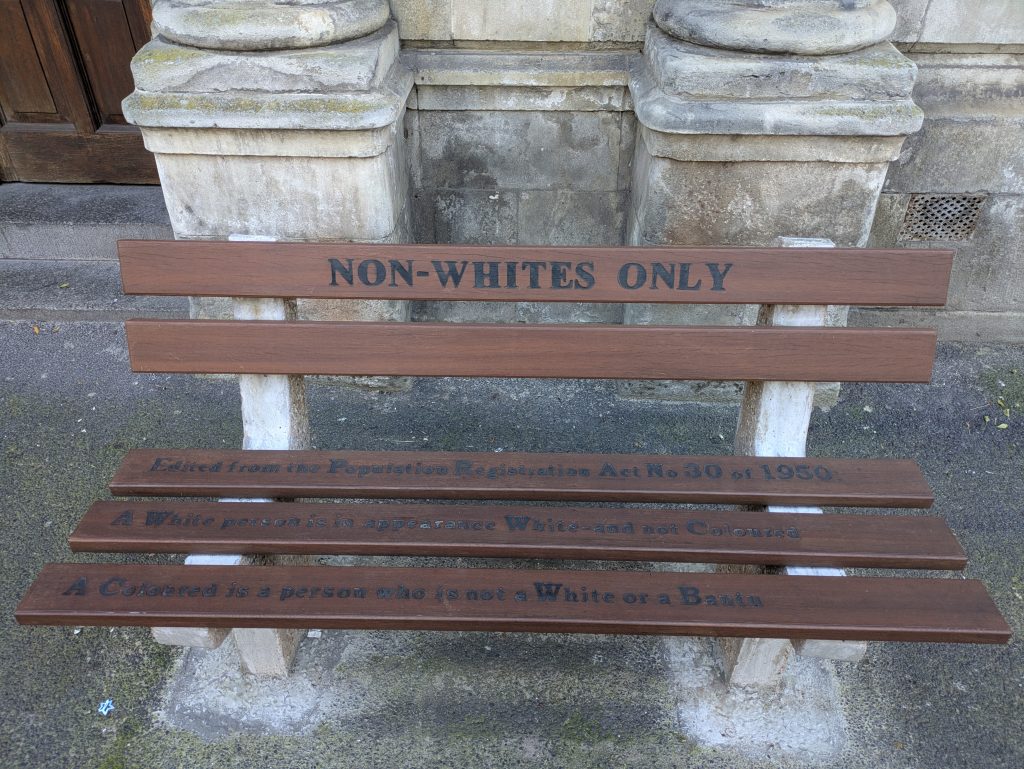 NON-WHITES ONLY
Edited from the Population Registration Act No 30 of 1950:
A White person is in appearance White-and not Coloured
A Coloured is a person who is not a White or a Bantu